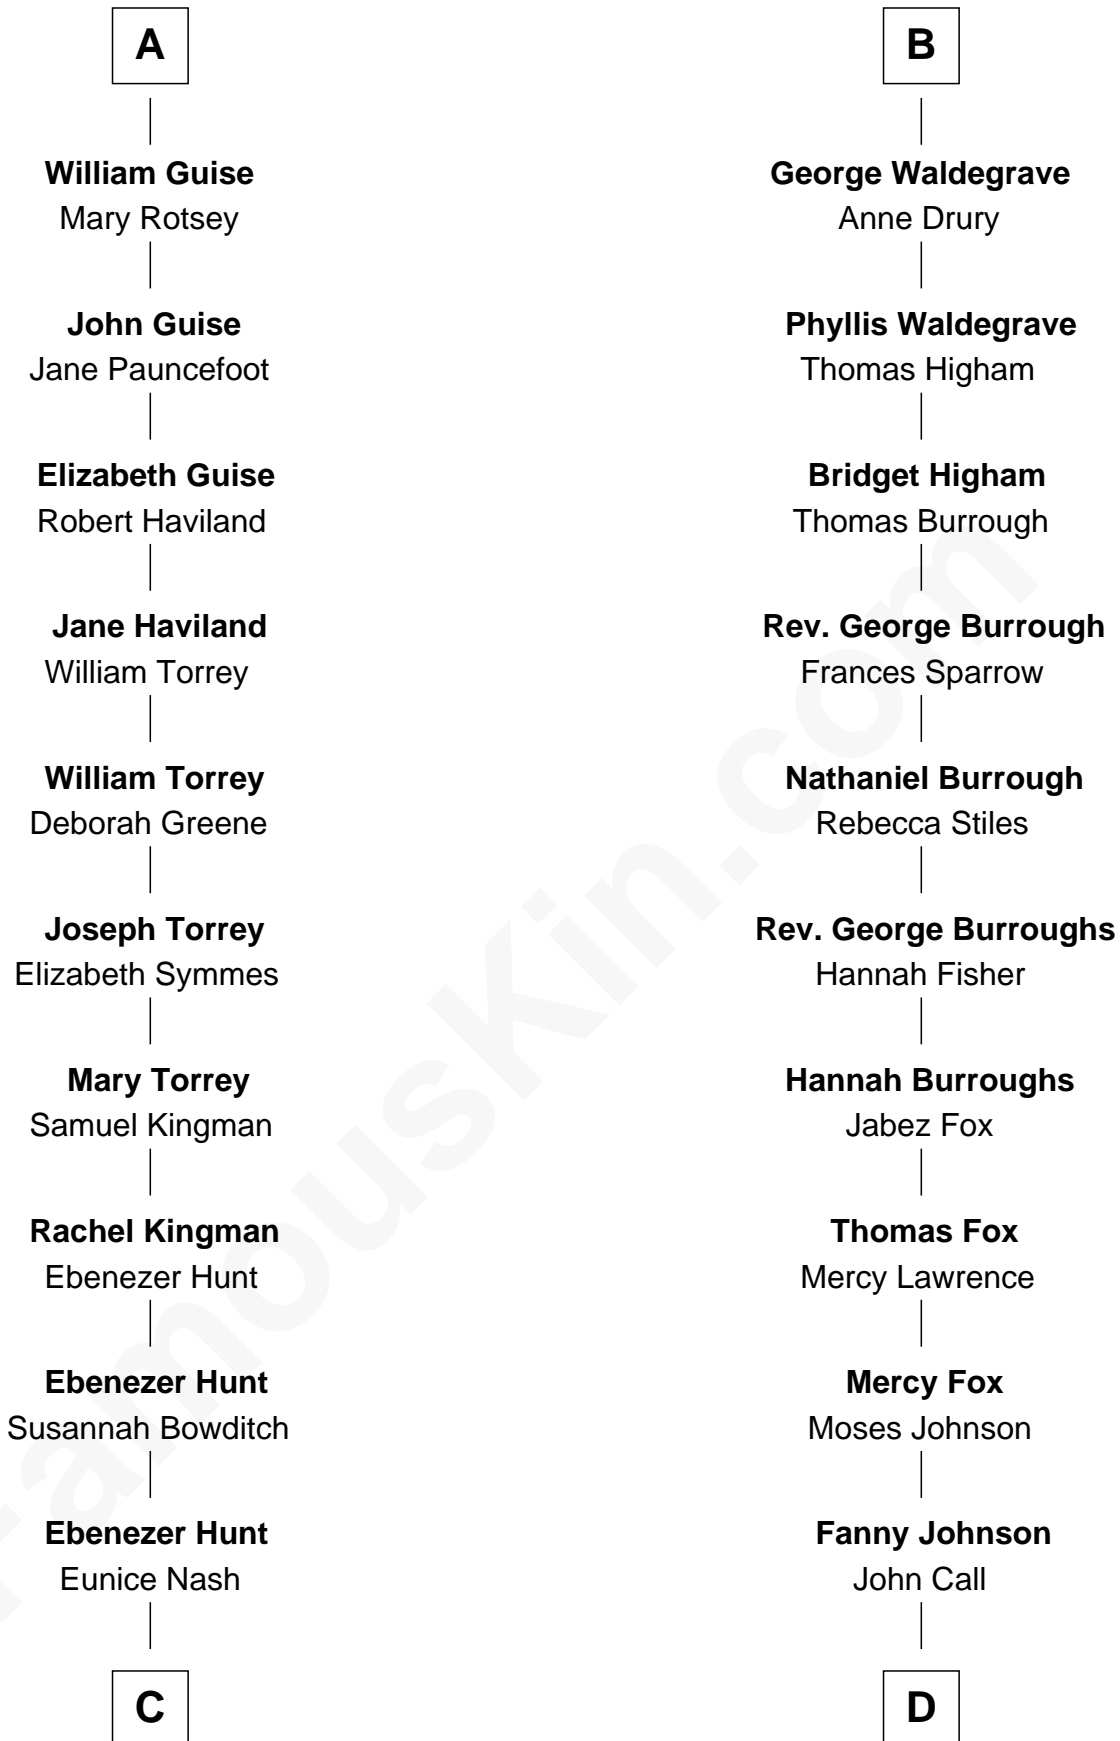 A
William Guise
Mary Rotsey
John Guise
Jane Pauncefoot
Elizabeth Guise
Robert Haviland
Jane Haviland
William Torrey
William Torrey
Deborah Greene
Joseph Torrey
Elizabeth Symmes
Mary Torrey
Samuel Kingman
Rachel Kingman
Ebenezer Hunt
Ebenezer Hunt
Susannah Bowditch
Ebenezer Hunt
Eunice Nash
C
B
George Waldegrave
Anne Drury
Phyllis Waldegrave
Thomas Higham
Bridget Higham
Thomas Burrough
Rev. George Burrough
Frances Sparrow
Nathaniel Burrough
Rebecca Stiles
Rev. George Burroughs
Hannah Fisher
Hannah Burroughs
Jabez Fox
Thomas Fox
Mercy Lawrence
Mercy Fox
Moses Johnson
Fanny Johnson
John Call
D
FamousKin.com